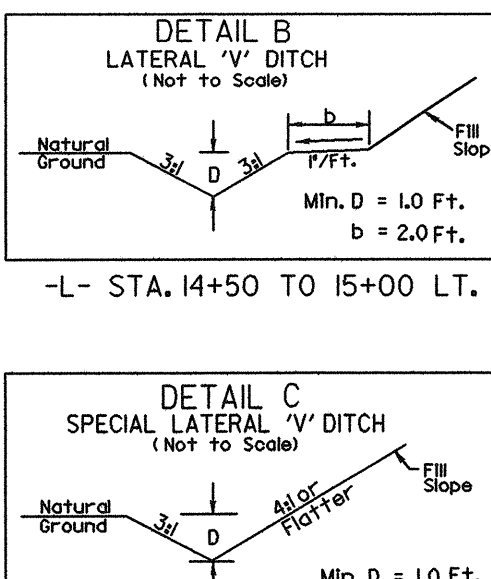 DETAIL B
LATERAL 'V' DITCH
(Not to Scale)
Natural
Ground
3:1
D
3:1
b
1"/Ft.
Fill
Slop
Min. D = 1.0 Ft.
b = 2.0 Ft.
-L- STA. 14+50 TO 15+00 LT.
DETAIL C
SPECIAL LATERAL 'V' DITCH
(Not to Scale)
Natural
Ground
3:1
D
4:1 or
Flatter
Fill
Slope
Min. D = 1.0 Ft.